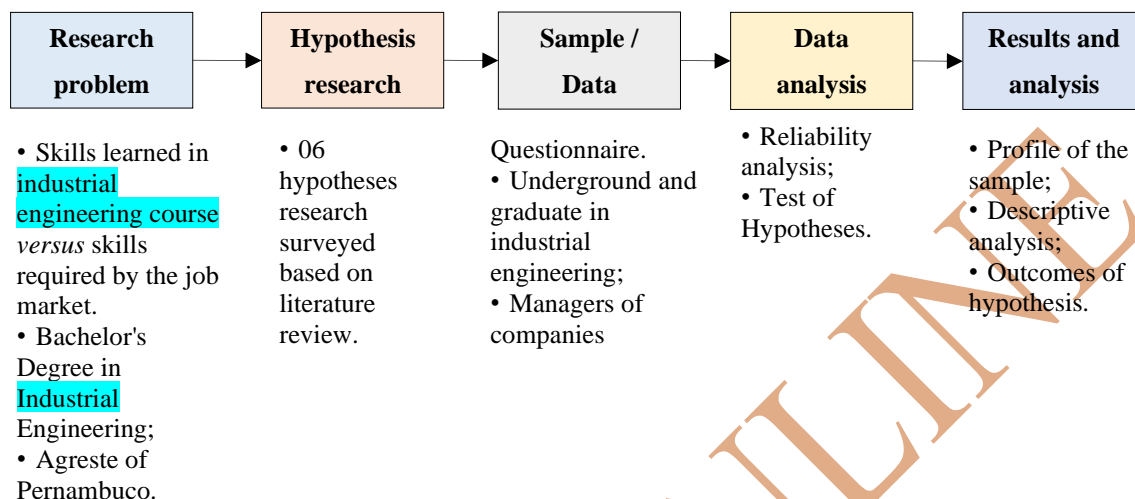 Research
problem
Hypothesis
research
Sample /
Data
Data
analysis
Results and
analysis
• Skills learned in
industrial
engineering course
versus skills
required by the job
market.
• Bachelor's
Degree in
Industrial
Engineering;
• Agreste of
Pernambuco.
• 06
hypotheses
research
surveyed
based on
literature
review.
Questionnaire.
• Underground and
graduate in
industrial
engineering;
• Managers of
companies
• Reliability
analysis;
• Test of
Hypotheses.
• Profile of the
sample;
• Descriptive
analysis;
• Outcomes of
hypothesis.
LINE